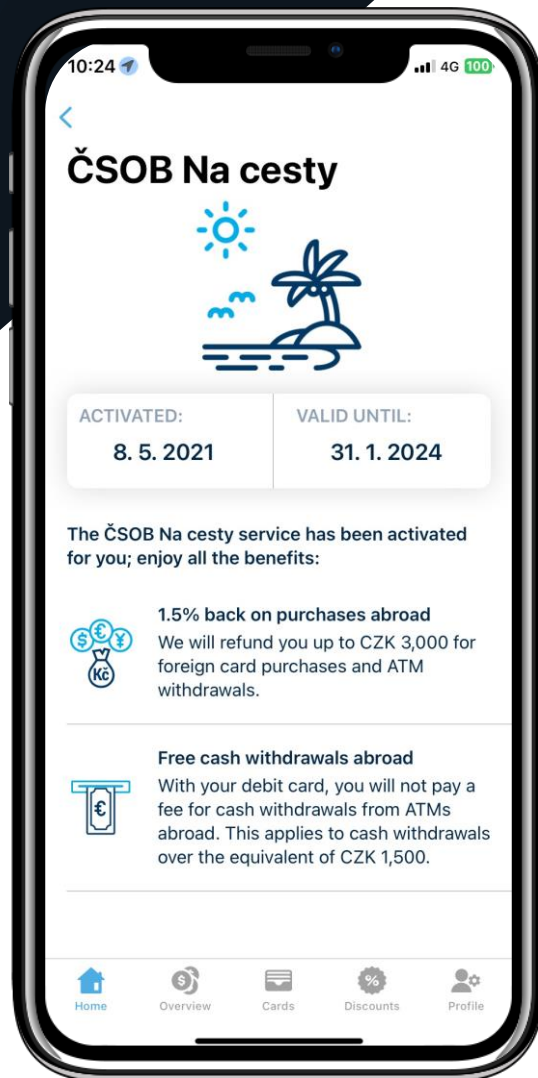 10:24
4G 100
ČSOB Na cesty
ACTIVATED: VALID UNTIL:
8. 5. 2021 31. 1. 2024
The ČSOB Na cesty service has been activated
for you; enjoy all the benefits:
1.5% back on purchases abroad
$ € ¥
Kč
We will refund you up to CZK 3,000 for
foreign card purchases and ATM
withdrawals.
Free cash withdrawals abroad
€
With your debit card, you will not pay a
fee for cash withdrawals from ATMs
abroad. This applies to cash withdrawals
over the equivalent of CZK 1,500.
$ %
Home Overview Cards Discounts Profile